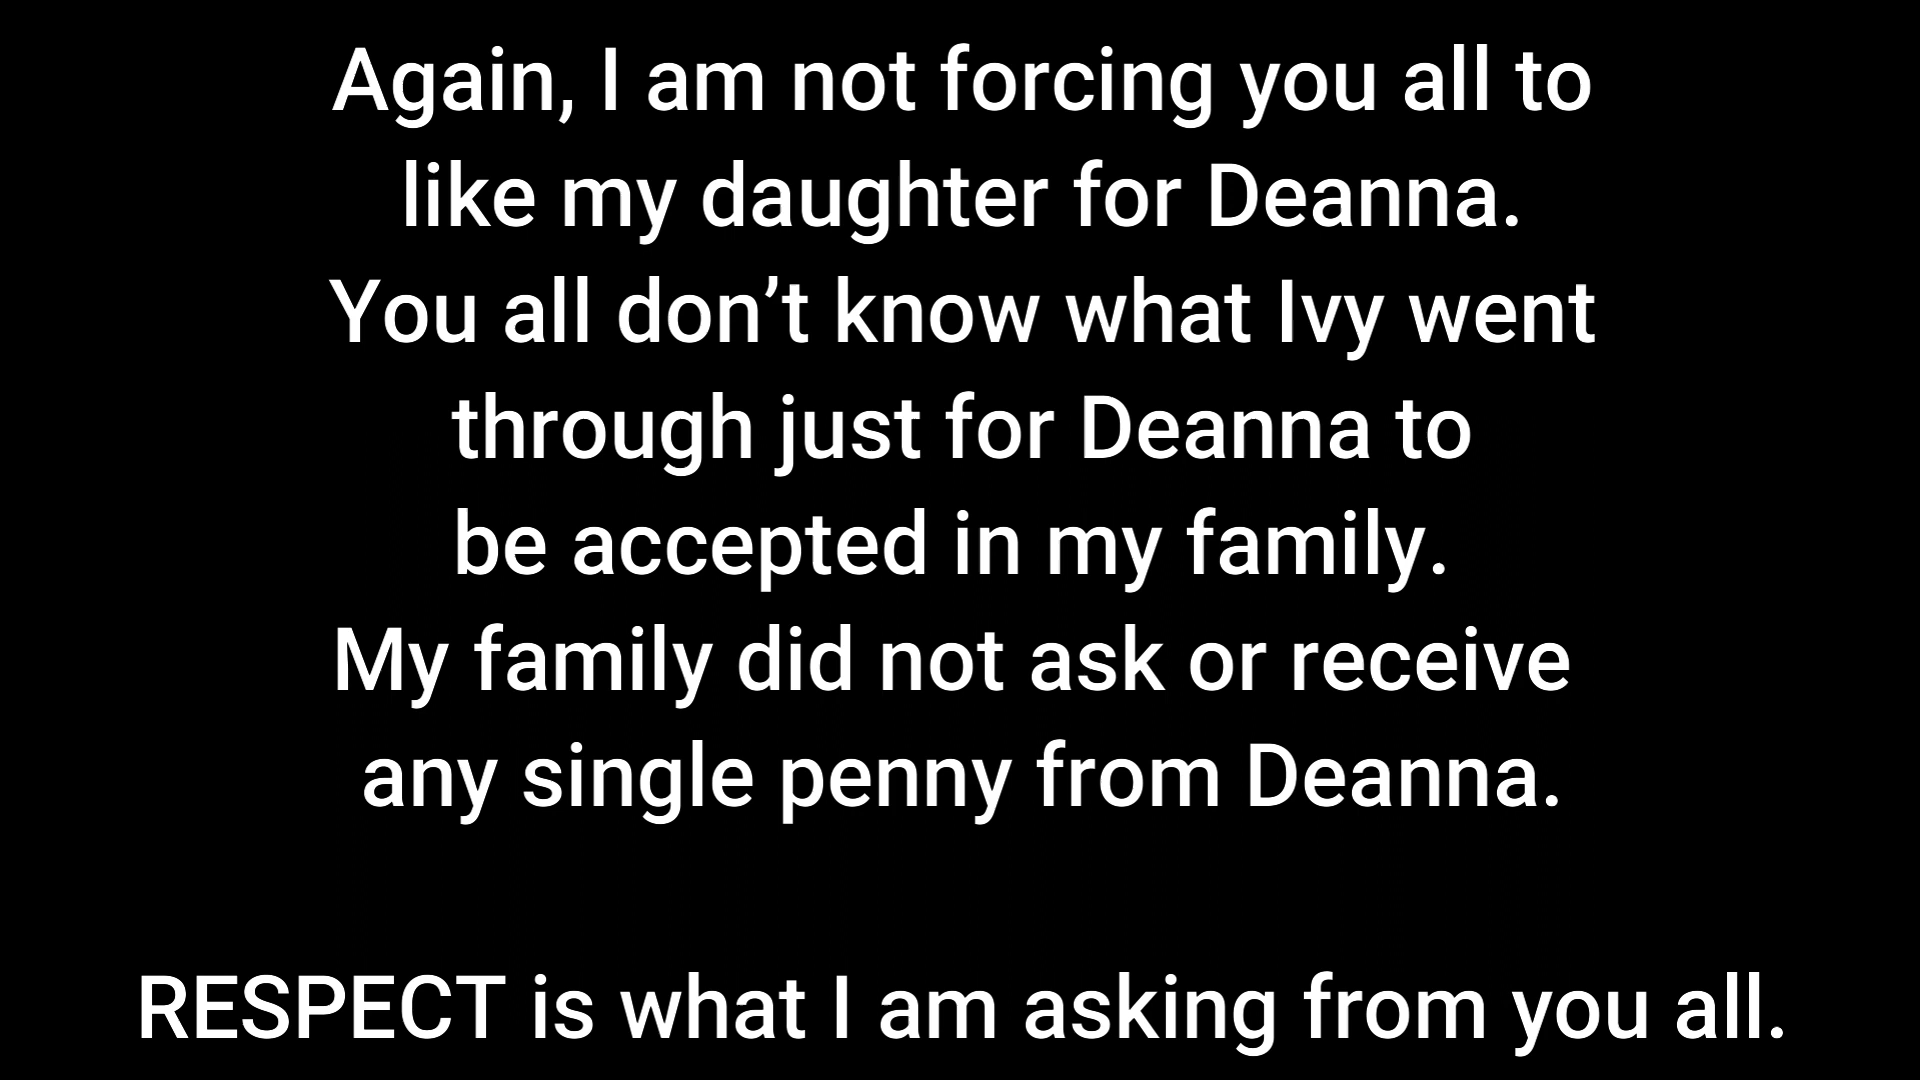 Again, I am not forcing you all to
like my daughter for Deanna.
You all don’t know what Ivy went
through just for Deanna to
be accepted in my family.
My family did not ask or receive
any single penny from Deanna.
RESPECT is what I am asking from you all.